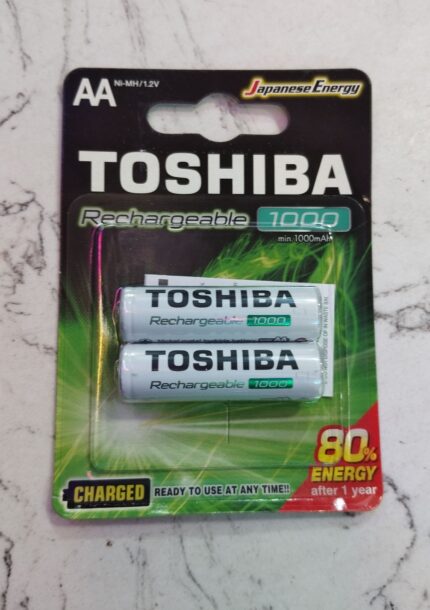 AA Ni-MH/1.2V
Japanese Energy
TOSHIBA
Rechargeable 1000
min. 1000mAh
TOSHIBA
Rechargeable 1000
TOSHIBA
Rechargeable 1000
80%
ENERGY
after 1 year
CHARGED READY TO USE AT ANY TIME!!